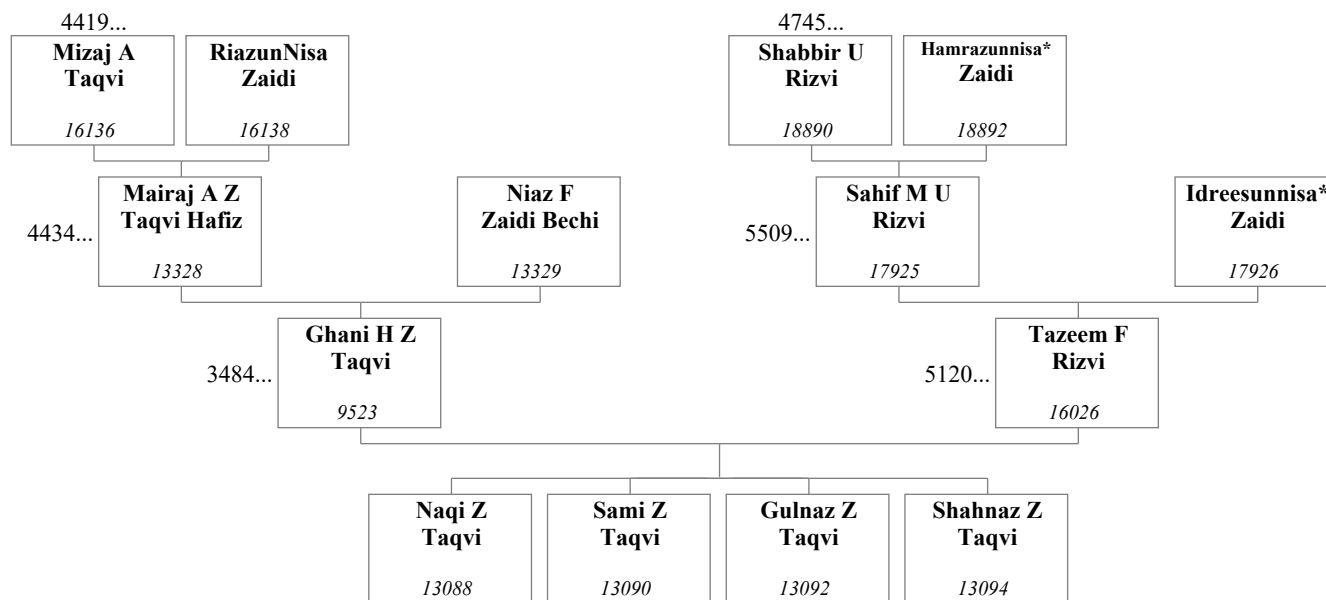 4419...
4745...
Mizaj A
Taqvi
16136
RiazunNisa
Zaidi
16138
Shabbir U
Rizvi
18890
Hamrazunnisa*
Zaidi
18892
4434...
Mairaj A Z
Taqvi Hafiz
13328
Niaz F
Zaidi Bechi
13329
5509...
Sahif M U
Rizvi
17925
Idreesunnisa*
Zaidi
17926
3484...
Ghani H Z
Taqvi
9523
5120...
Tazeem F
Rizvi
16026
Naqi Z
Taqvi
13088
Sami Z
Taqvi
13090
Gulnaz Z
Taqvi
13092
Shahnaz Z
Taqvi
13094